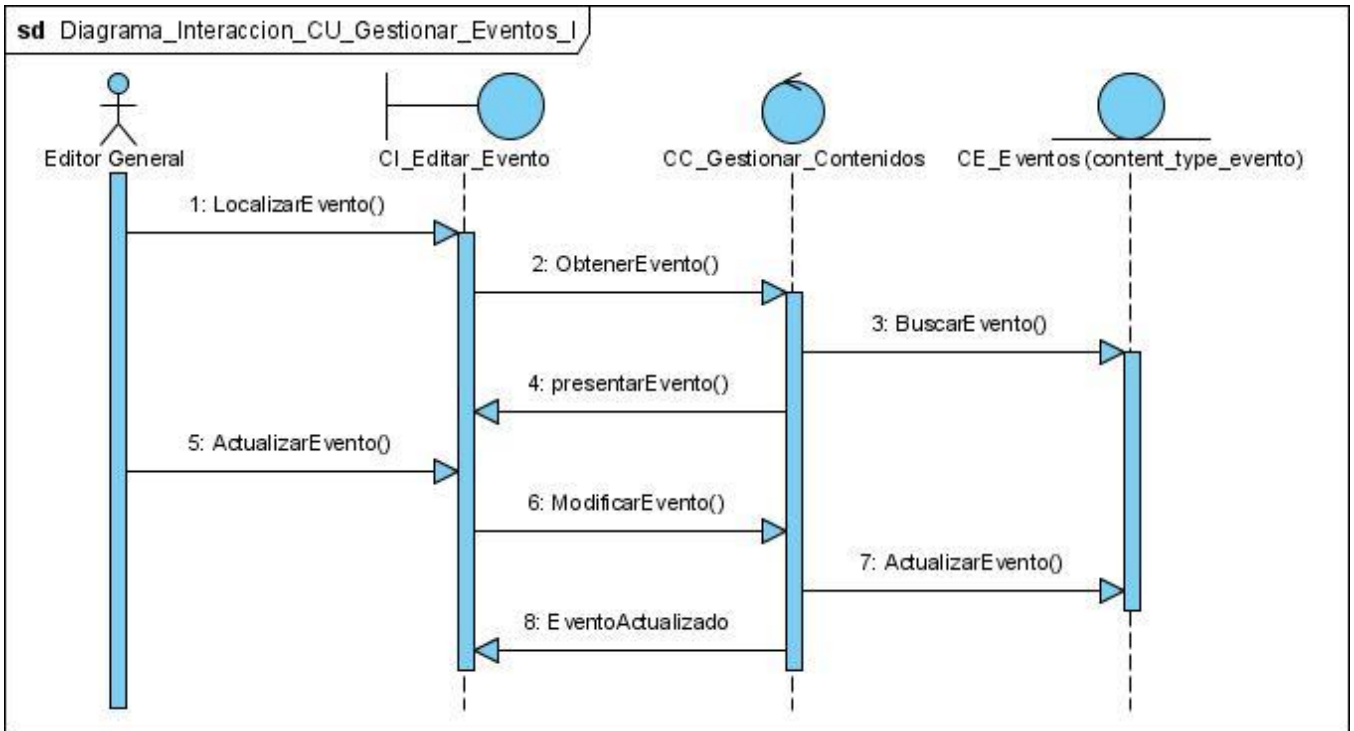 sd Diagrama_Interaccion_CU_Gestionar_Eventos_I
Editor General
CI_Editar_Evento
CC_Gestionar_Contenidos
CE_Eventos (content_type_evento)
1: LocalizarEvento()
2: ObtenerEvento()
3: BuscarEvento()
4: presentarEvento()
5: ActualizarEvento()
6: ModificarEvento()
7: ActualizarEvento()
8: EventoActualizado